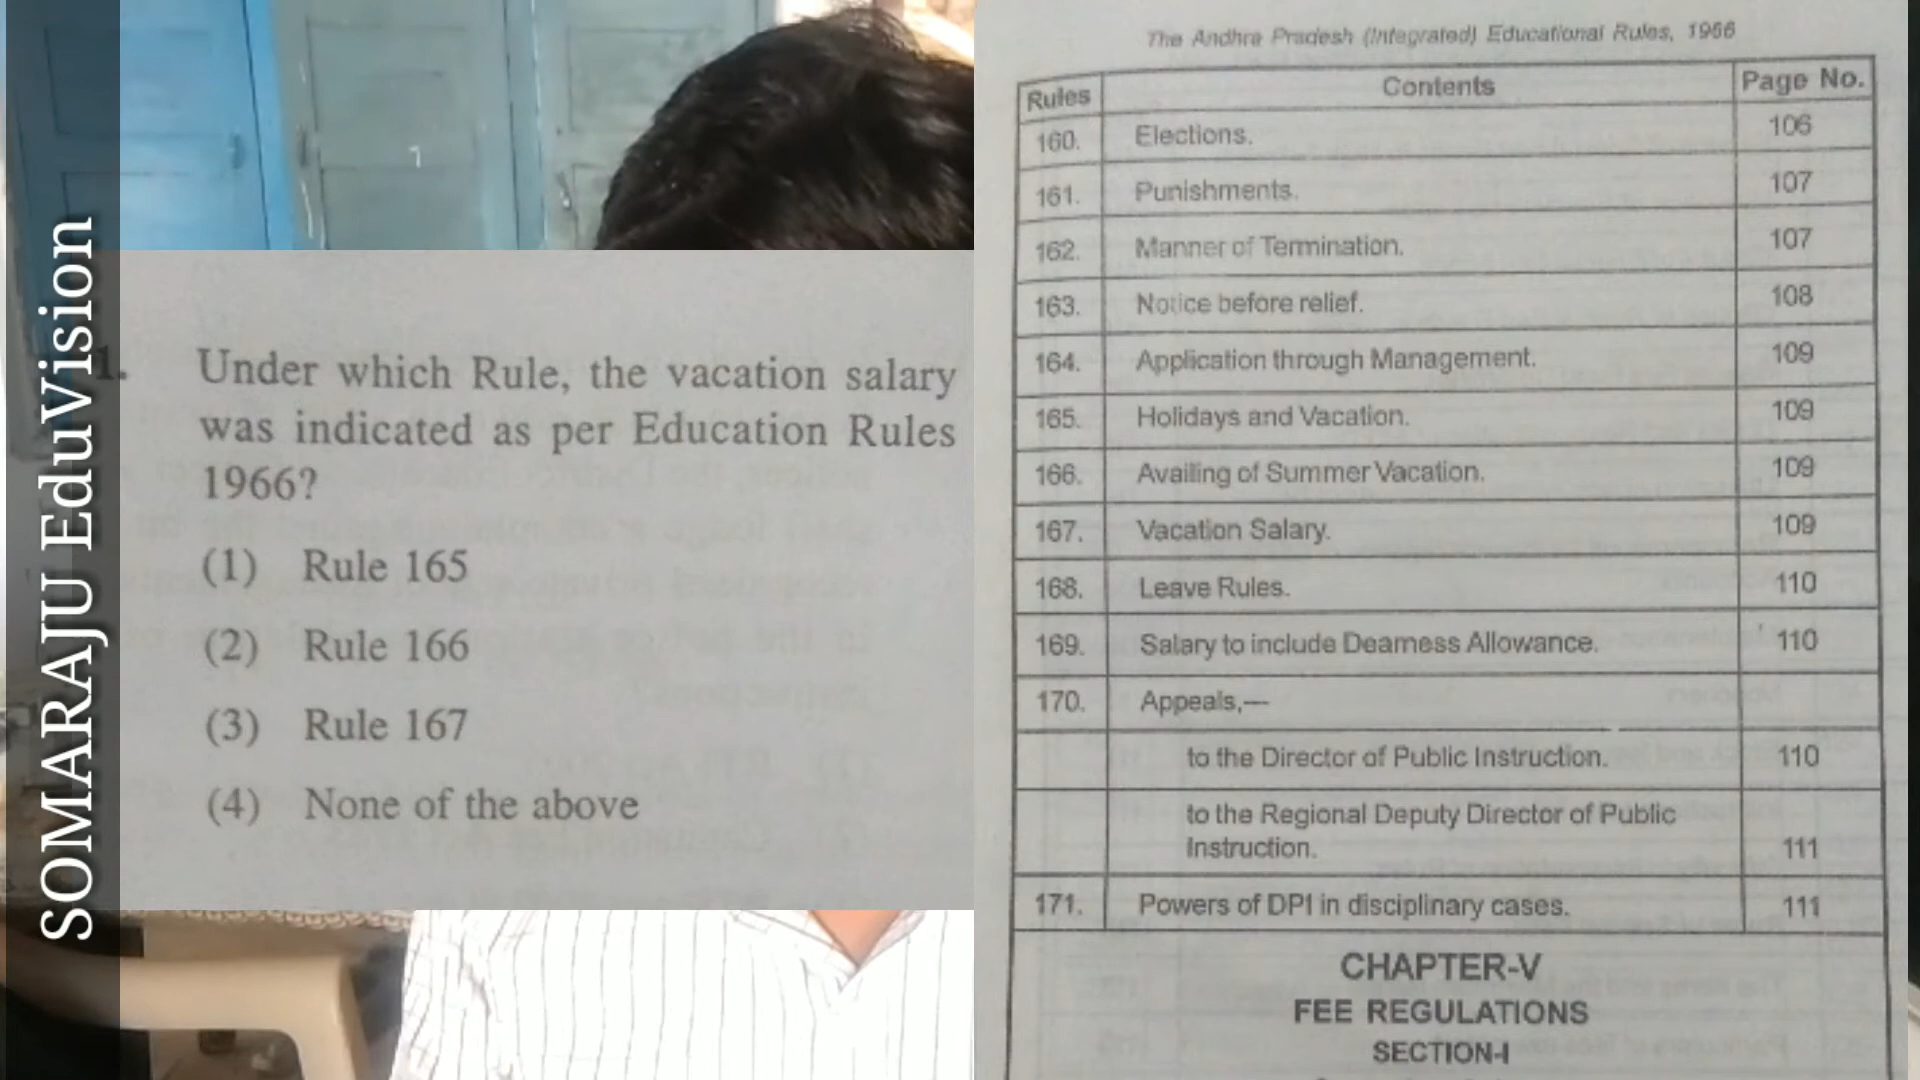 SOMARAJU EduVision
1. Under which Rule, the vacation salary
was indicated as per Education Rules
1966?
(1) Rule 165
(2) Rule 166
(3) Rule 167
(4) None of the above
The Andhra Pradesh (Integrated) Educational Rules, 1966
Rules Contents Page No.
160. Elections. 106
161. Punishments. 107
162. Manner of Termination. 107
163. Notice before relief. 108
164. Application through Management. 109
165. Holidays and Vacation. 109
166. Availing of Summer Vacation. 109
167. Vacation Salary. 109
168. Leave Rules. 110
169. Salary to include Dearness Allowance. 110
170. Appeals,—
to the Director of Public Instruction. 110
to the Regional Deputy Director of Public
Instruction. 111
171. Powers of DPI in disciplinary cases. 111
CHAPTER-V
FEE REGULATIONS
SECTION-I